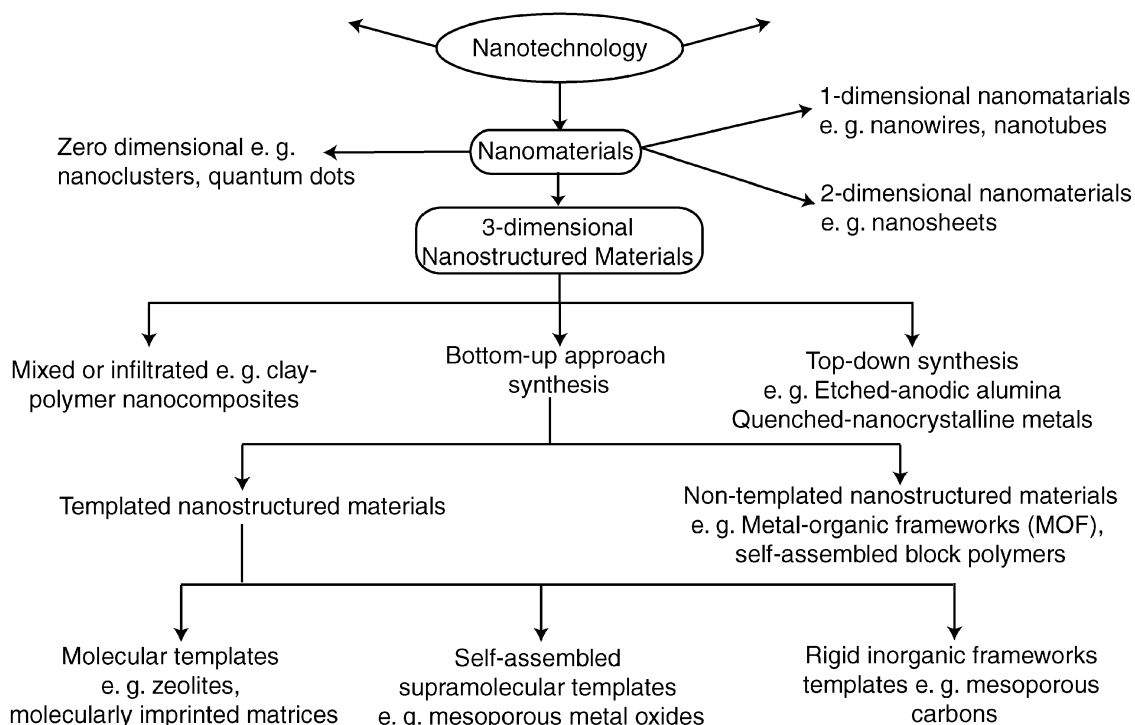 Nanotechnology
1-dimensional nanomatarials
e. g. nanowires, nanotubes
Zero dimensional e. g.
nanoclusters, quantum dots
Nanomaterials
2-dimensional nanomaterials
e. g. nanosheets
3-dimensional
Nanostructured Materials
Mixed or infiltrated e. g. clay-
polymer nanocomposites
Bottom-up approach
synthesis
Top-down synthesis
e. g. Etched-anodic alumina
Quenched-nanocrystalline metals
Templated nanostructured materials
Non-templated nanostructured materials
e. g. Metal-organic frameworks (MOF),
self-assembled block polymers
Molecular templates
e. g. zeolites,
molecularly imprinted matrices
Self-assembled
supramolecular templates
e. g. mesoporous metal oxides
Rigid inorganic frameworks
templates e. g. mesoporous
carbons